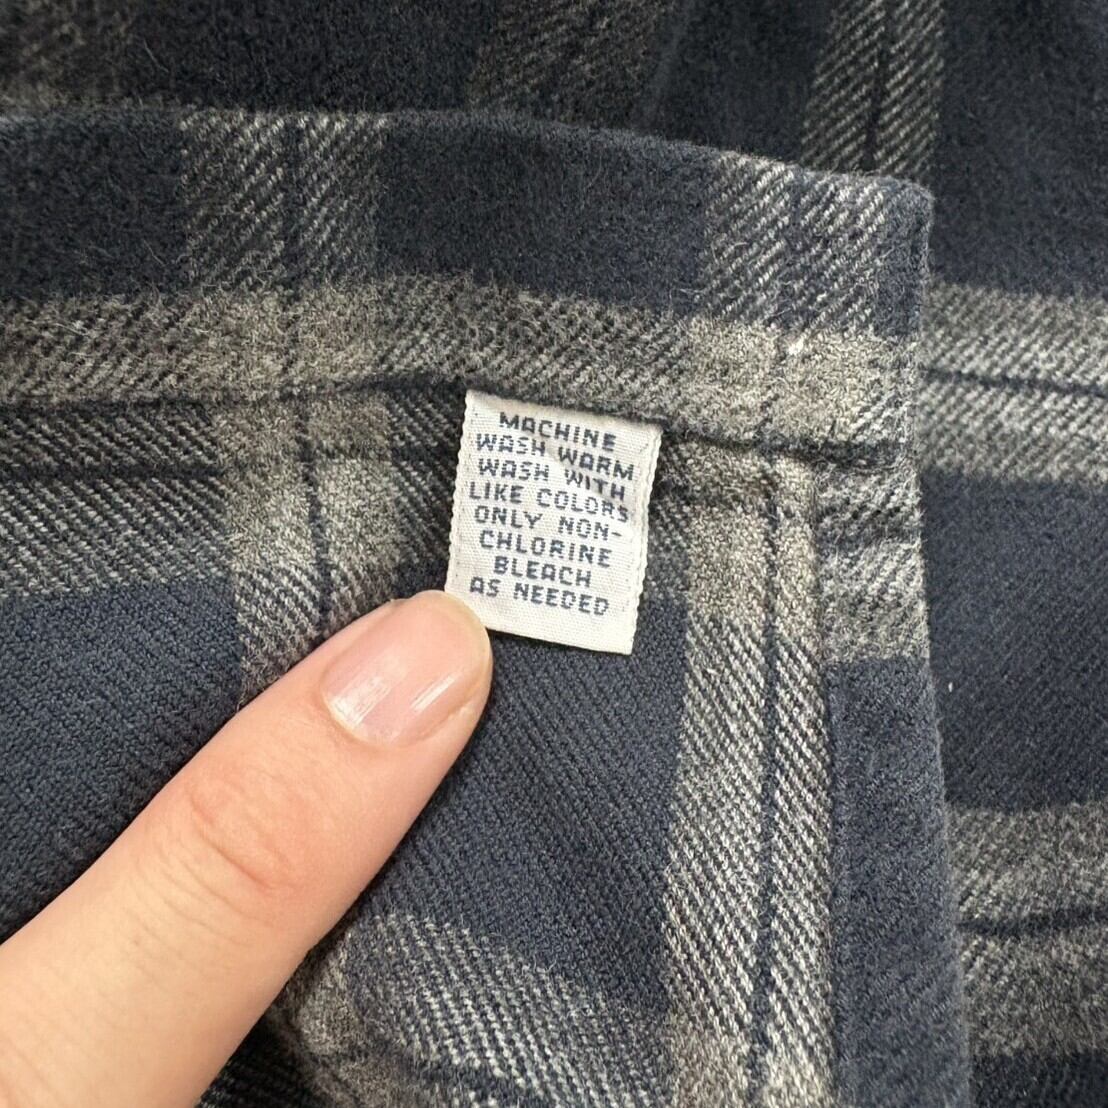 MACHINE
WASH WARM
WASH WITH
LIKE COLORS
ONLY NON-
CHLORINE
BLEACH
AS NEEDED